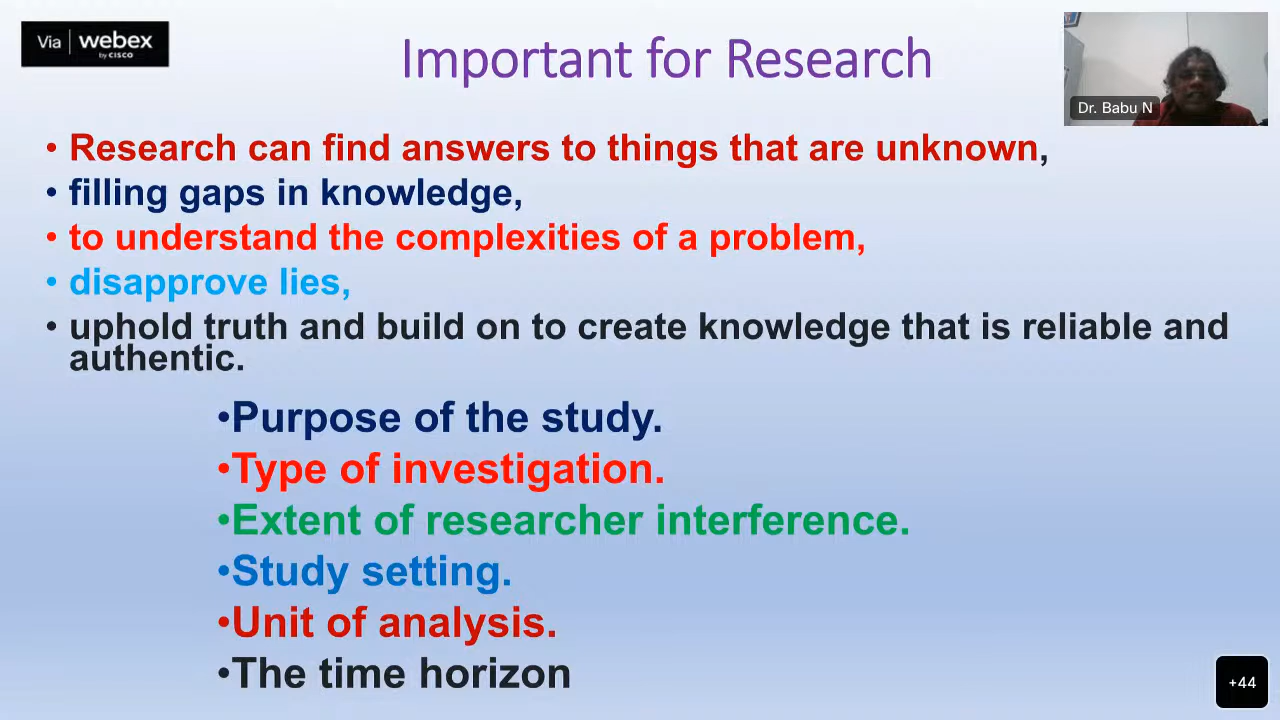 Via webex
by CISCO
Important for Research
Dr. Babu N
• Research can find answers to things that are unknown,
• filling gaps in knowledge,
• to understand the complexities of a problem,
• disapprove lies,
• uphold truth and build on to create knowledge that is reliable and
authentic.
•Purpose of the study.
•Type of investigation.
•Extent of researcher interference.
•Study setting.
•Unit of analysis.
•The time horizon
+44